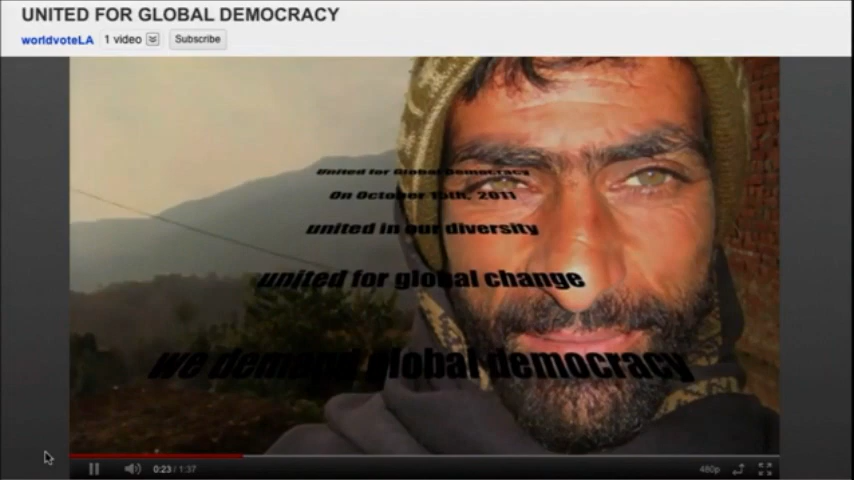 UNITED FOR GLOBAL DEMOCRACY
worldvoteLA 1 video Subscribe
United for Global Democracy
On October 15th, 2011
united in our diversity
united for global change
we demand global democracy
0:23 / 1:37 480p